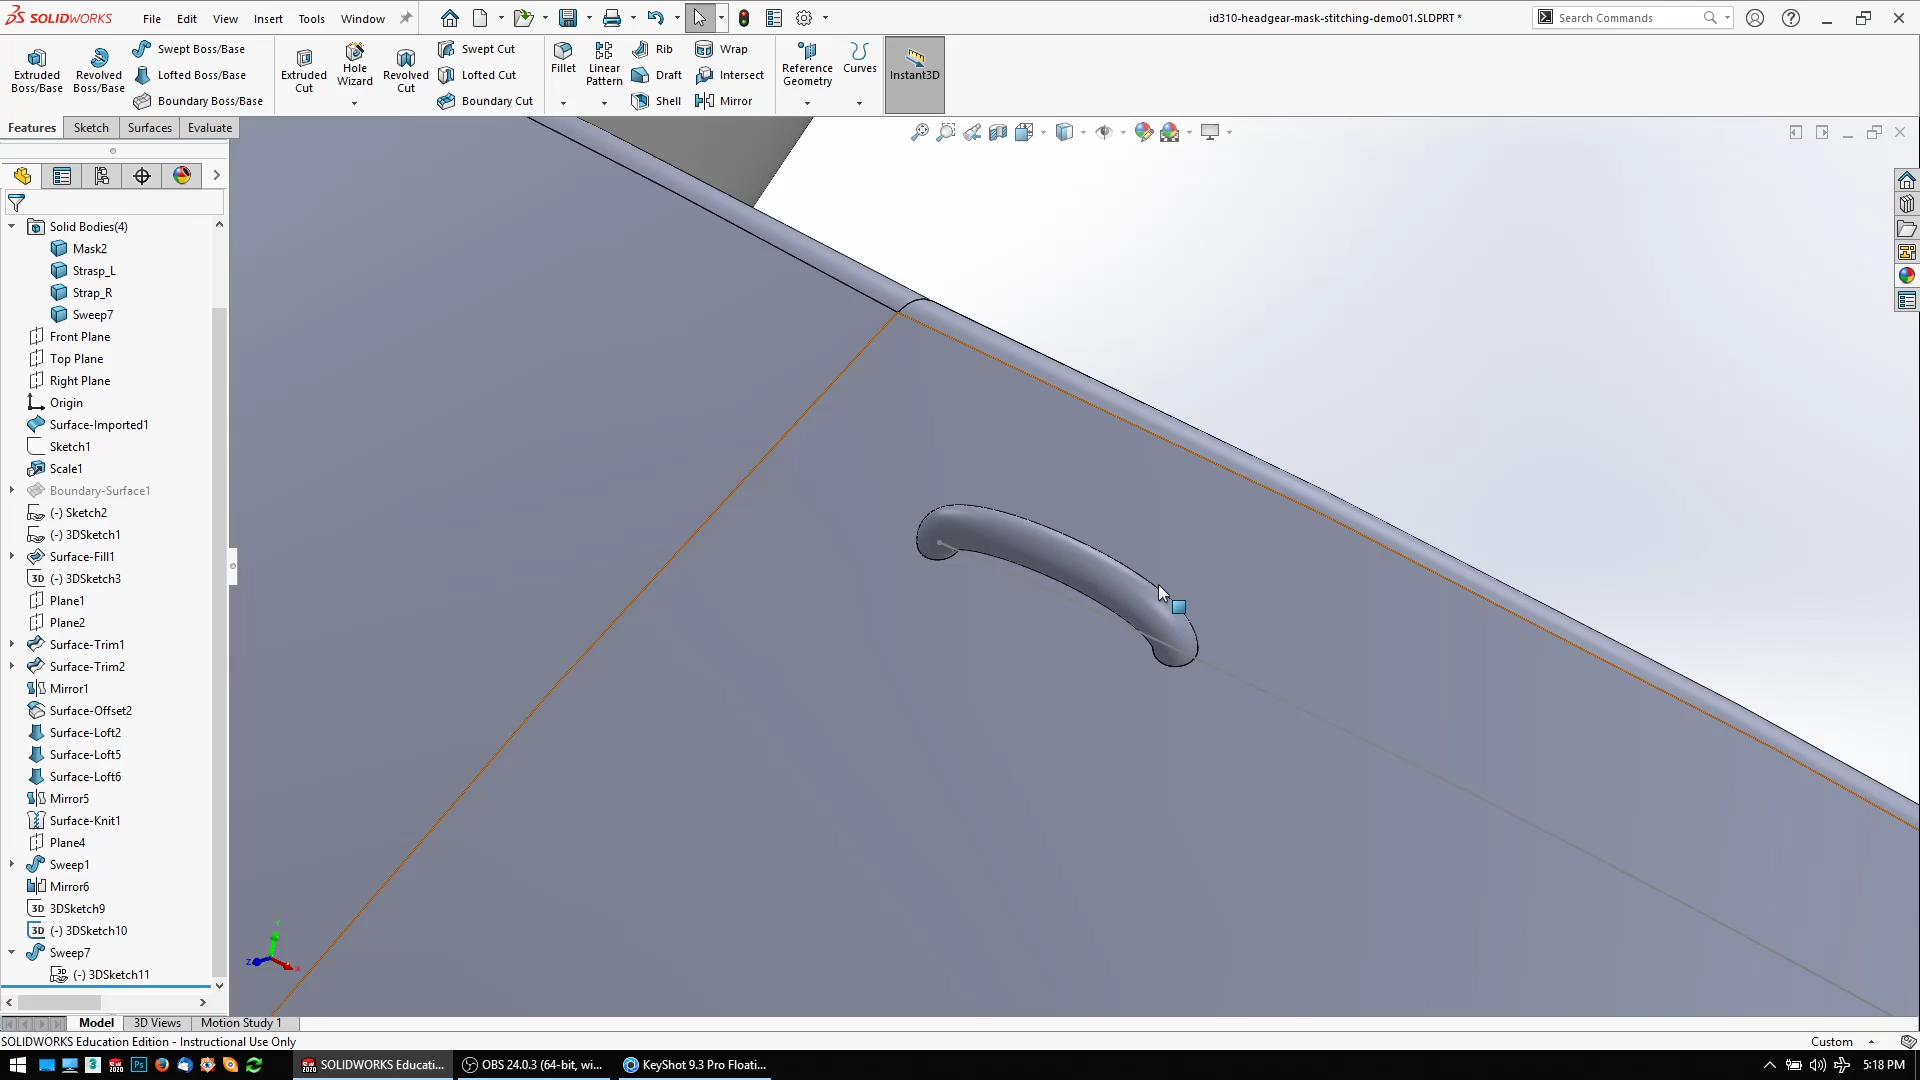 SOLIDWORKS File Edit View Insert Tools Window id310-headgear-mask-stitching-demo01.SLDPRT * Search Commands
Extruded Boss/Base
Revolved Boss/Base
Swept Boss/Base
Lofted Boss/Base
Boundary Boss/Base
Extruded Cut
Hole Wizard
Revolved Cut
Swept Cut
Lofted Cut
Boundary Cut
Fillet
Linear Pattern
Rib
Draft
Shell
Wrap
Intersect
Mirror
Reference Geometry
Curves
Instant3D
Features Sketch Surfaces Evaluate
Solid Bodies(4)
Mask2
Strasp_L
Strap_R
Sweep7
Front Plane
Top Plane
Right Plane
Origin
Surface-Imported1
Sketch1
Scale1
Boundary-Surface1
(-) Sketch2
(-) 3DSketch1
Surface-Fill1
3D (-) 3DSketch3
Plane1
Plane2
Surface-Trim1
Surface-Trim2
Mirror1
Surface-Offset2
Surface-Loft2
Surface-Loft5
Surface-Loft6
Mirror5
Surface-Knit1
Plane4
Sweep1
Mirror6
3D 3DSketch9
3D (-) 3DSketch10
Sweep7
3D (-) 3DSketch11
Y
Z X
Model 3D Views Motion Study 1
SOLIDWORKS Education Edition - Instructional Use Only Custom
SOLIDWORKS Educati... OBS 24.0.3 (64-bit, wi... KeyShot 9.3 Pro Floati... 5:18 PM